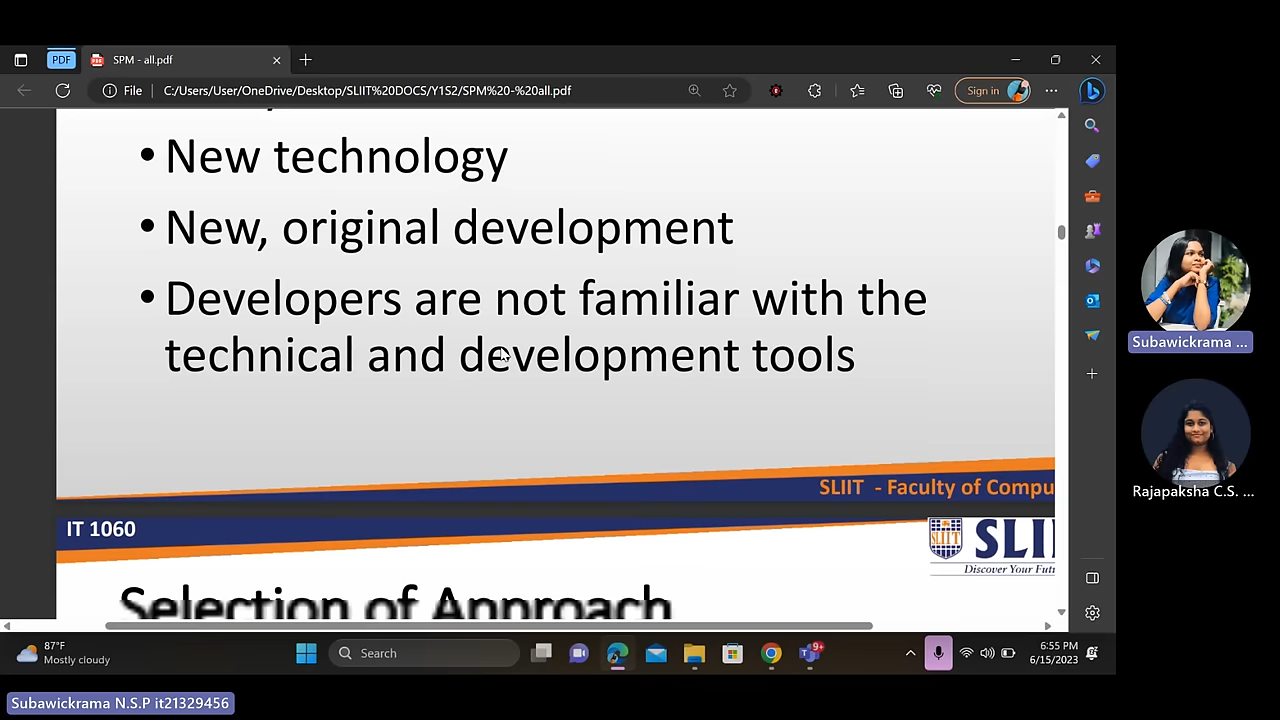 PDF
SPM - all.pdf
File
C:/Users/User/OneDrive/Desktop/SLIIT%20DOCS/Y1S2/SPM%20-%20all.pdf
Sign in
• New technology
• New, original development
• Developers are not familiar with the
technical and development tools
SLIIT - Faculty of Compu
IT 1060
SLIIT
SLI
Discover Your Futu
Selection of Approach
Subawickrama ...
Rajapaksha C.S. ...
87°F
Mostly cloudy
Search
9+
6:55 PM
6/15/2023
Subawickrama N.S.P it21329456